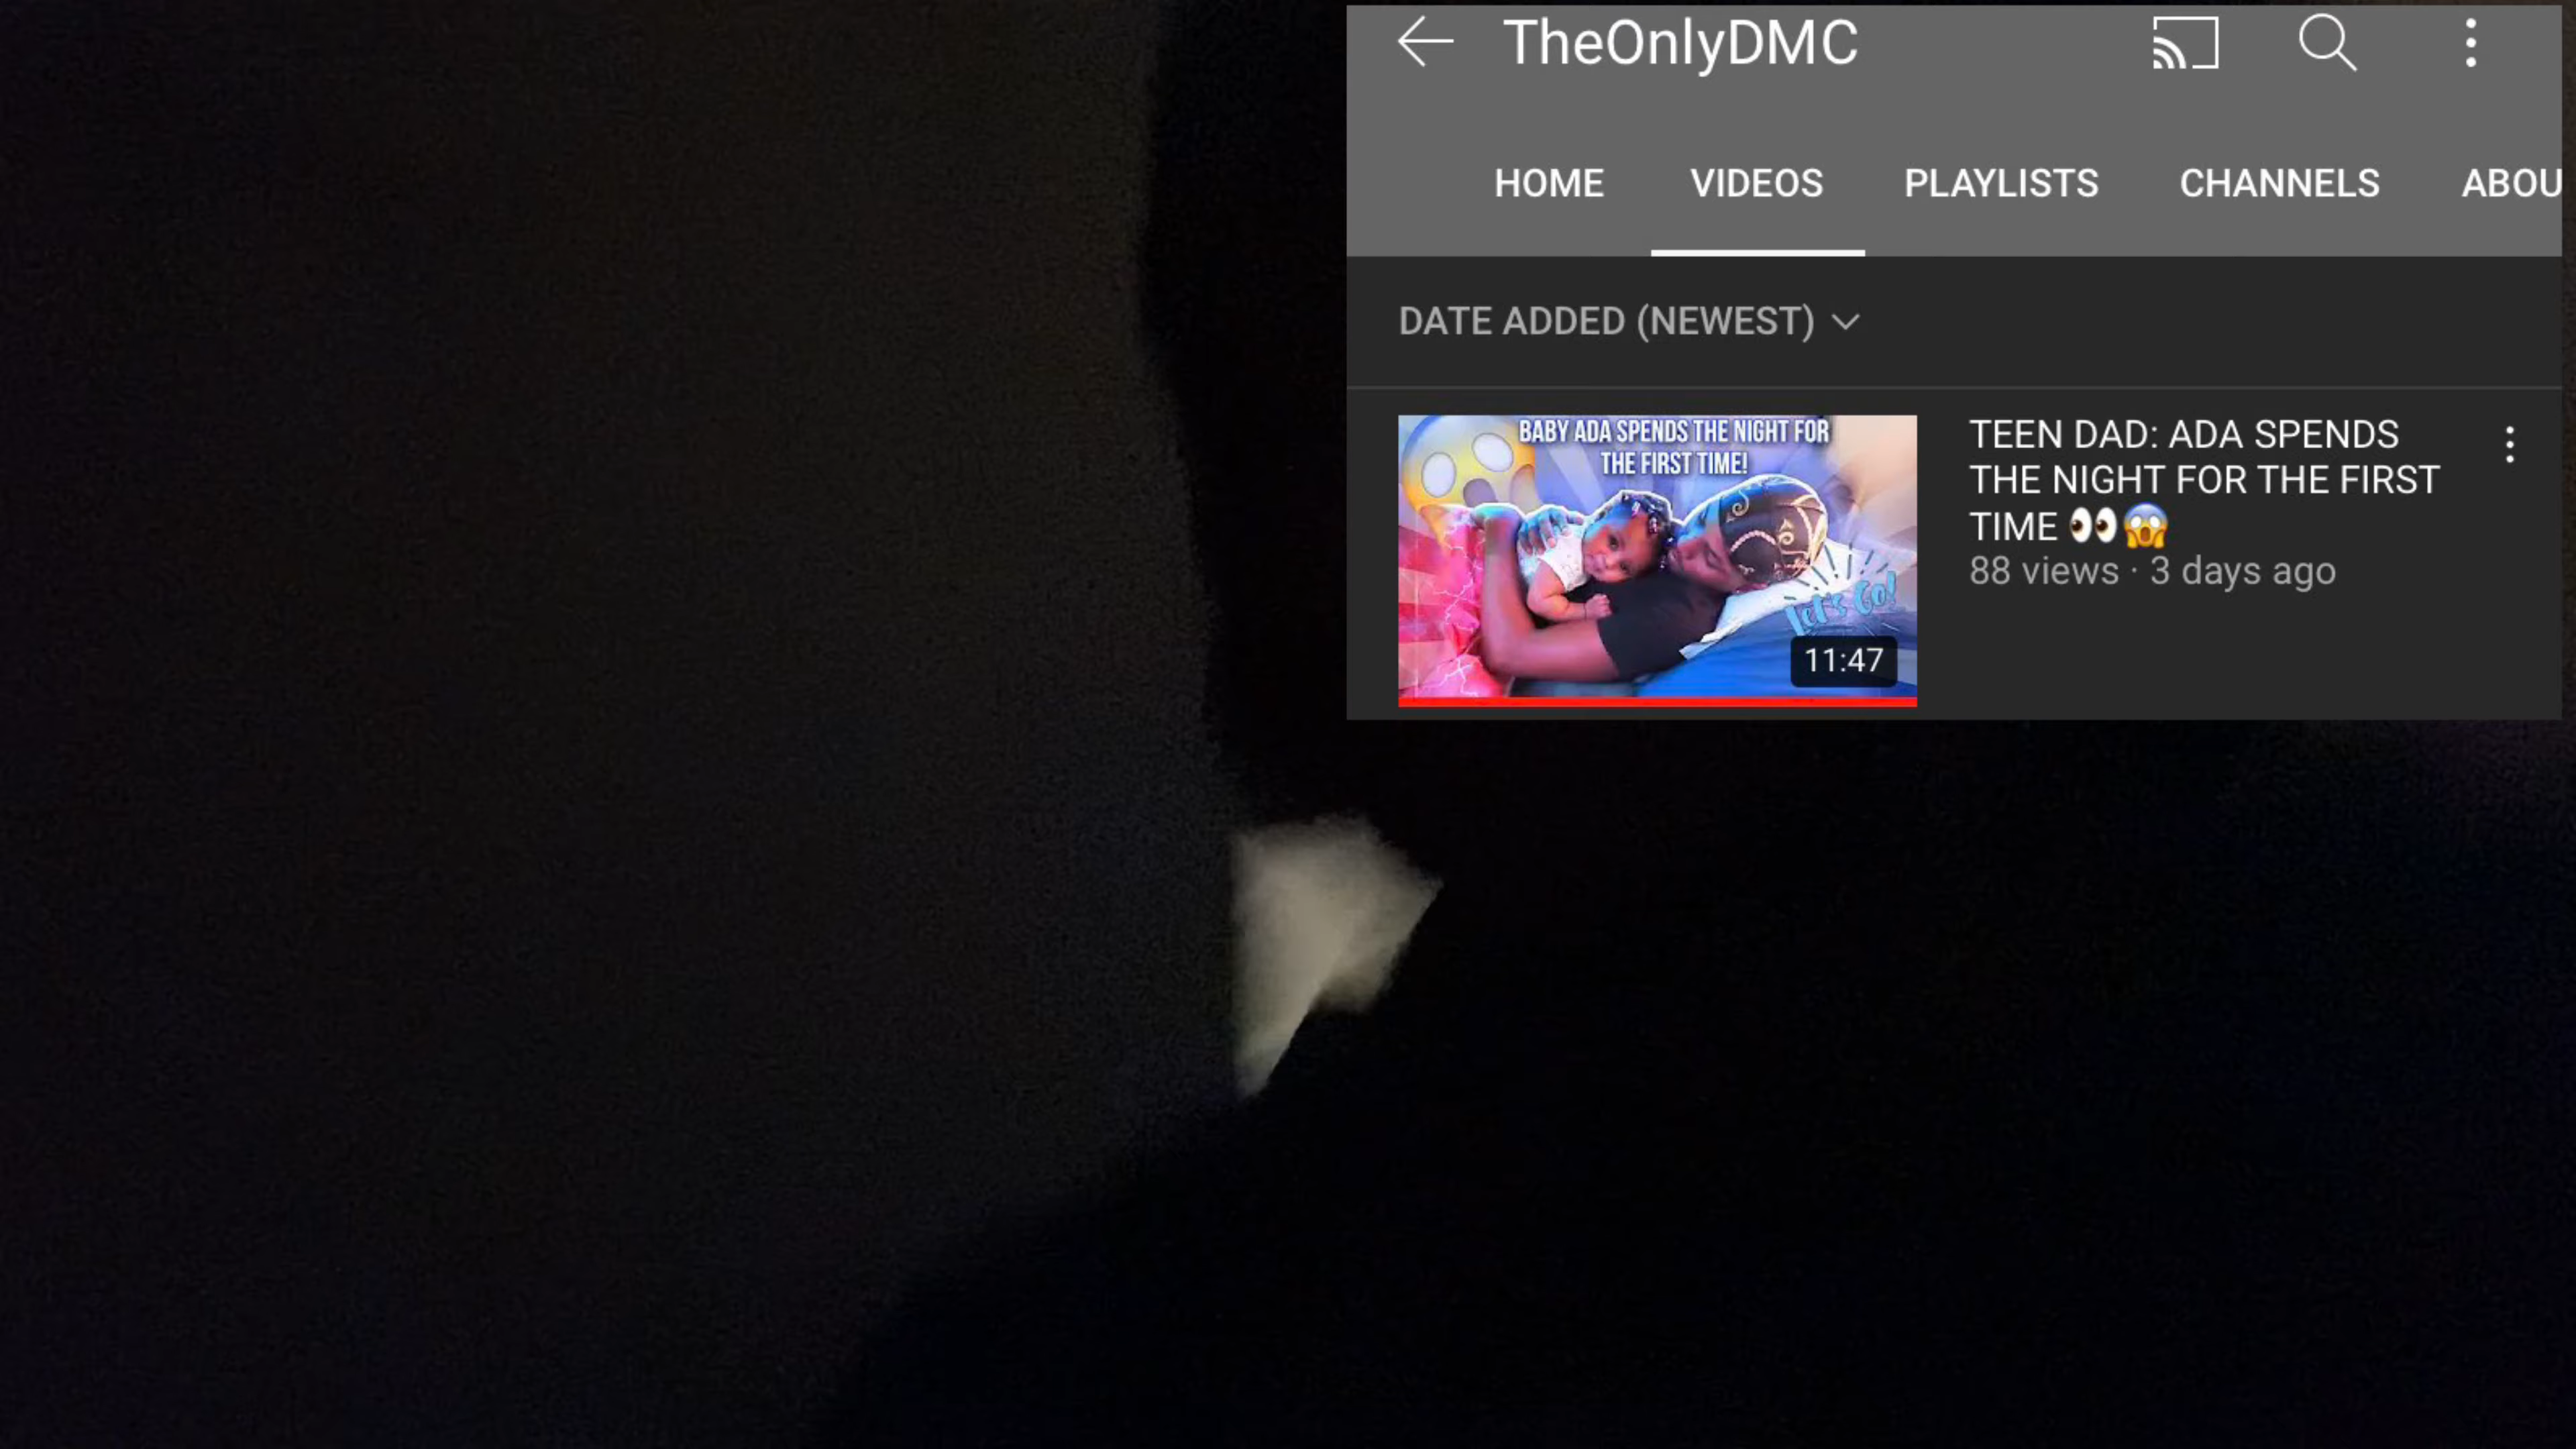 TheOnlyDMC
HOME VIDEOS PLAYLISTS CHANNELS ABOU
DATE ADDED (NEWEST)
BABY ADA SPENDS THE NIGHT FOR
THE FIRST TIME!
Let's Go!
11:47
TEEN DAD: ADA SPENDS
THE NIGHT FOR THE FIRST
TIME 👀😱
88 views · 3 days ago